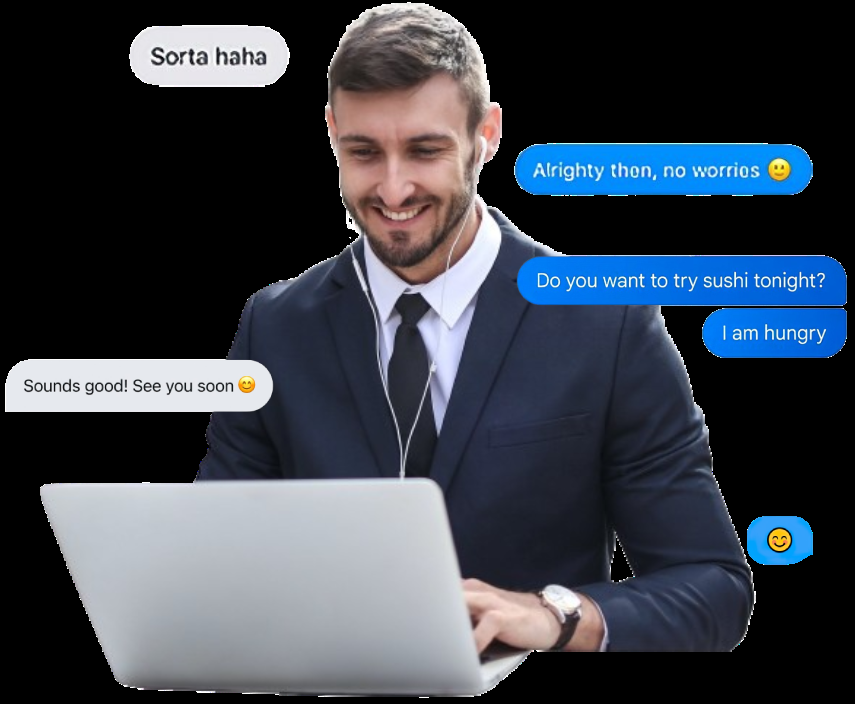 Sorta haha
Alrighty then, no worries 🙂
Do you want to try sushi tonight?
I am hungry
Sounds good! See you soon 😊
😊